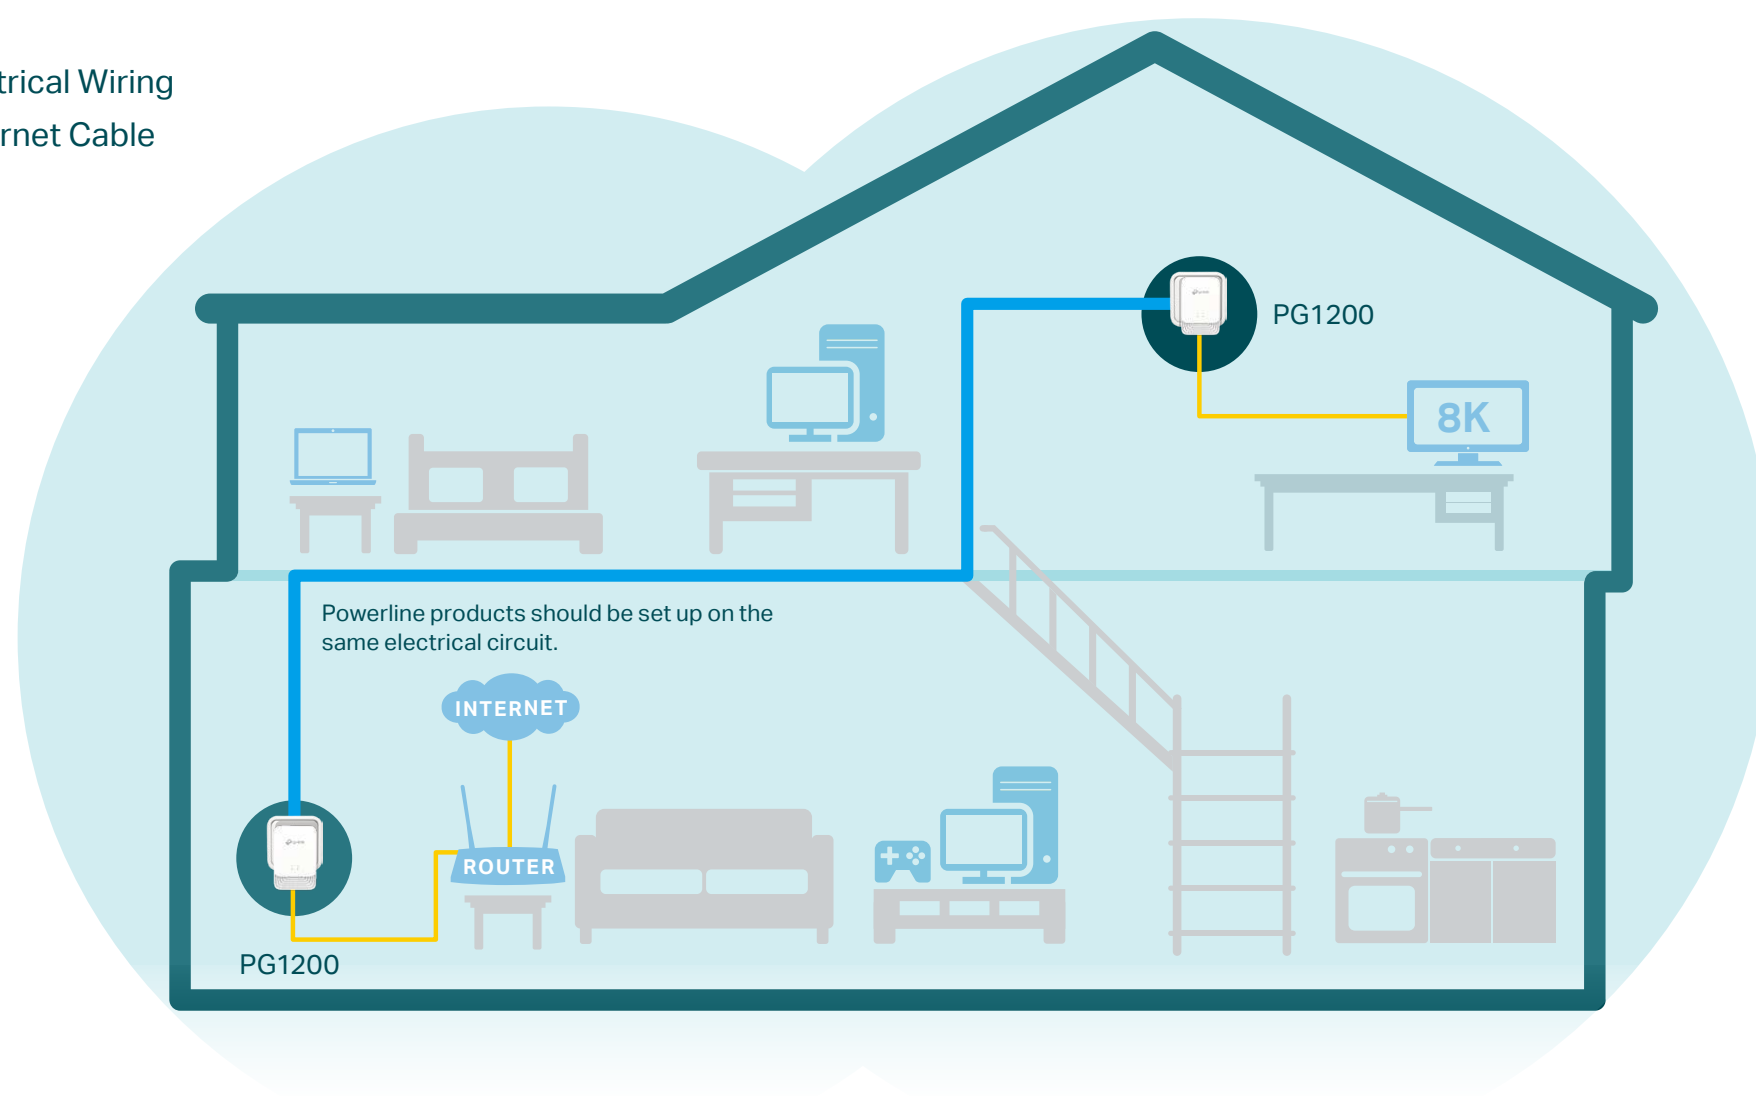 trical Wiring
rnet Cable
PG1200
8K
Powerline products should be set up on the
same electrical circuit.
INTERNET
ROUTER
PG1200